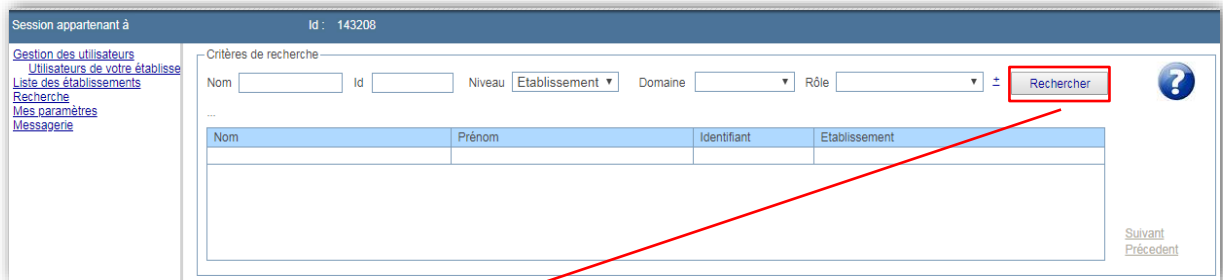 Session appartenant à Id : 143208
Gestion des utilisateurs
Utilisateurs de votre établisse
Liste des établissements
Recherche
Mes paramètres
Messagerie
Critères de recherche
Nom Id Niveau Etablissement Domaine Rôle ± Rechercher ?
...
Nom Prénom Identifiant Etablissement
Suivant
Précedent